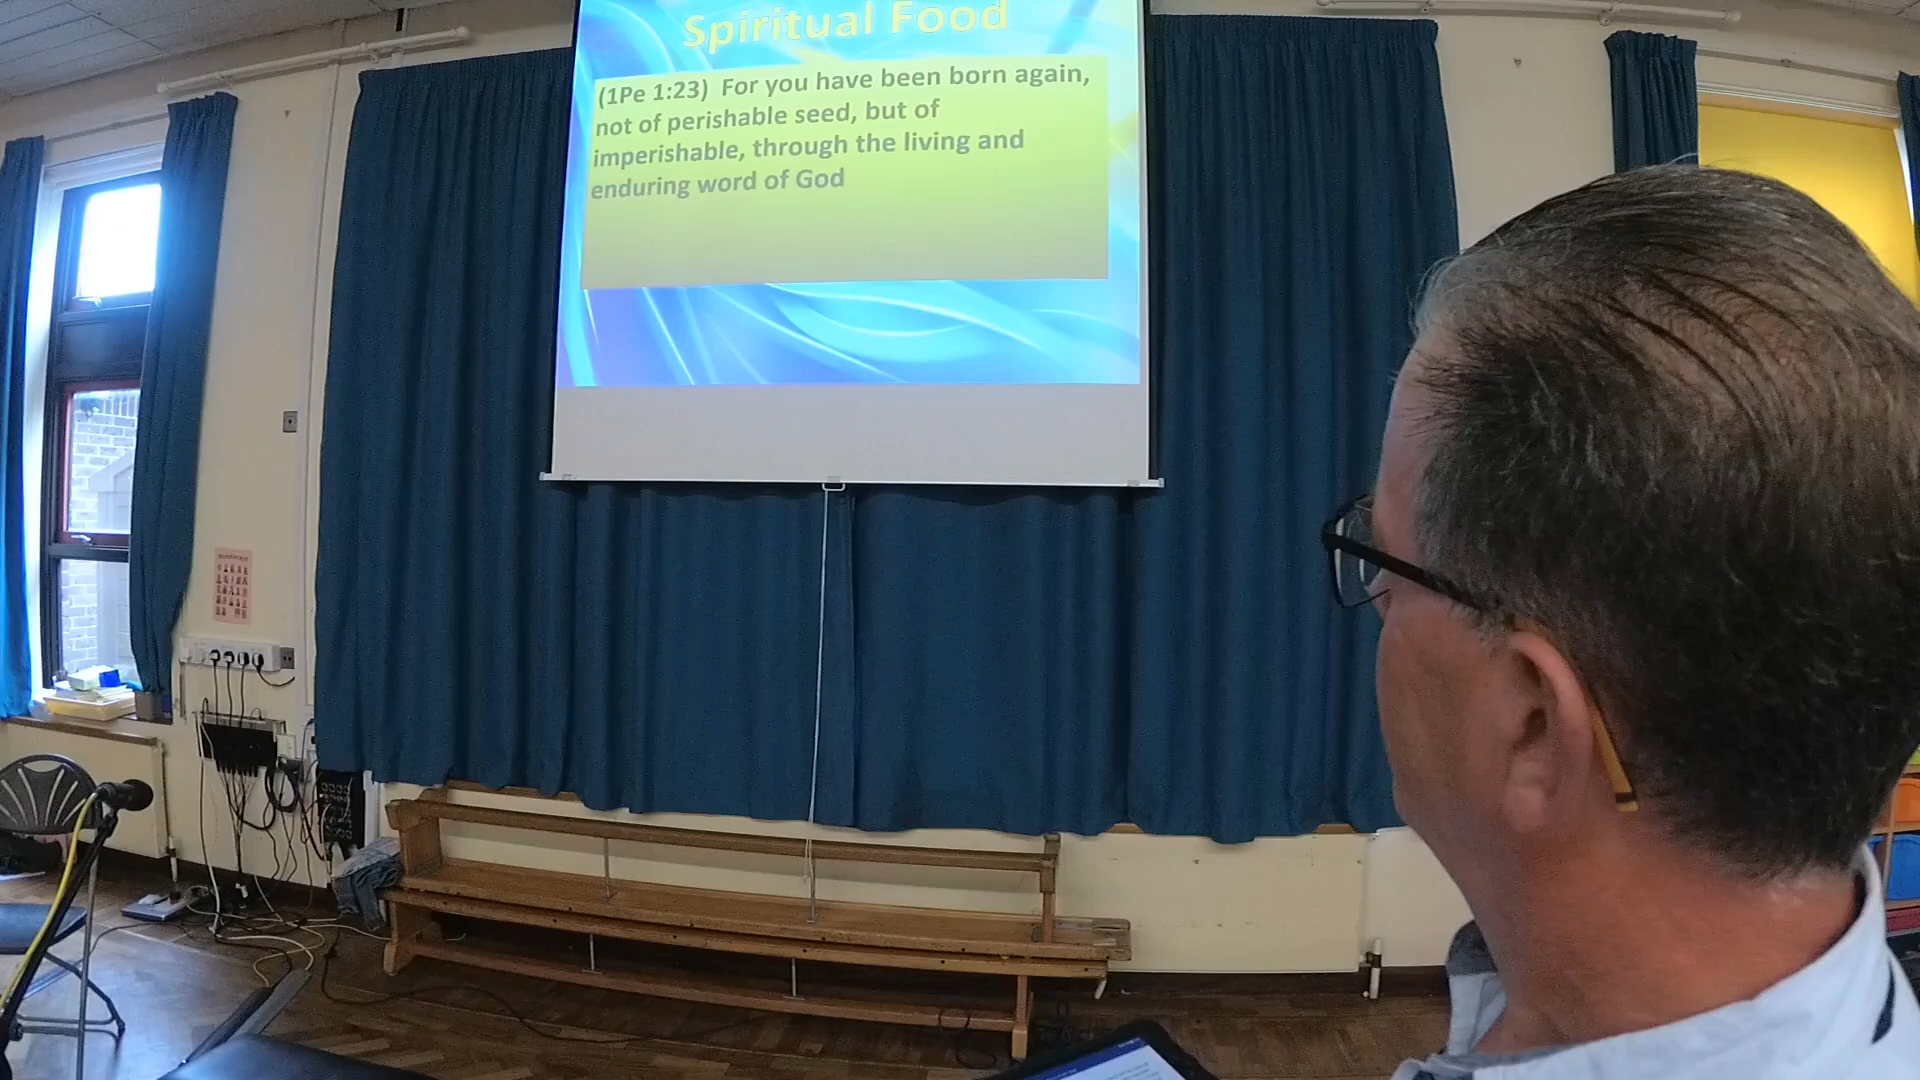 Spiritual Food
(1Pe 1:23) For you have been born again,
not of perishable seed, but of
imperishable, through the living and
enduring word of God